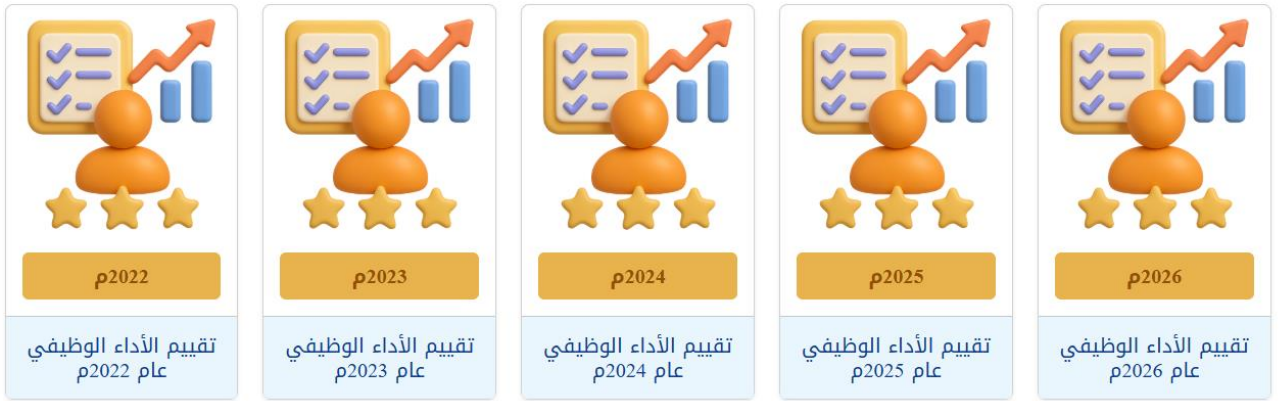 2026م
تقييم الأداء الوظيفي
عام 2026م
2025م
تقييم الأداء الوظيفي
عام 2025م
2024م
تقييم الأداء الوظيفي
عام 2024م
2023م
تقييم الأداء الوظيفي
عام 2023م
2022م
تقييم الأداء الوظيفي
عام 2022م